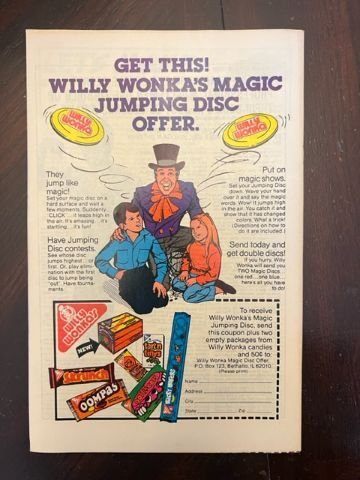 GET THIS!
WILLY WONKA'S MAGIC
JUMPING DISC
OFFER.
WILLY
WONKA
WILLY
WONKA
They
jump like
magic!
Set your magic disc on a
hard surface and wait a
few moments. Suddenly,
"CLICK"...it leaps high in
the air. It's amazing...it's
startling...it's fun!
Have Jumping
Disc contests.
See whose disc
jumps highest...or
first. Or, play elimi-
nation with the first
disc to jump being
"out". Have tourna-
ments.
Put on
magic shows.
Set your Jumping Disc
down. Wave your hand
over it and say the magic
words. Wow! It jumps high
in the air. You catch it and
show that it has changed
colors. What a trick!
(Directions on how to
do it are included.)
Send today and
get double discs!
If you hurry, Willy
Wonka will send you
TWO Magic Discs...
one red...one blue...
here's all you have
to do!
WILLY
WONKA'S
NEW!
SKRUNCH
OOMPAS
To receive
Willy Wonka's Magic
Jumping Disc, send
this coupon plus two
empty packages from
Willy Wonka candies
and 50¢ to:
Willy Wonka Magic Disc Offer,
P.O. Box 123, Bethalto, IL 62010.
(Please print)
Name
Address
City
State Zip